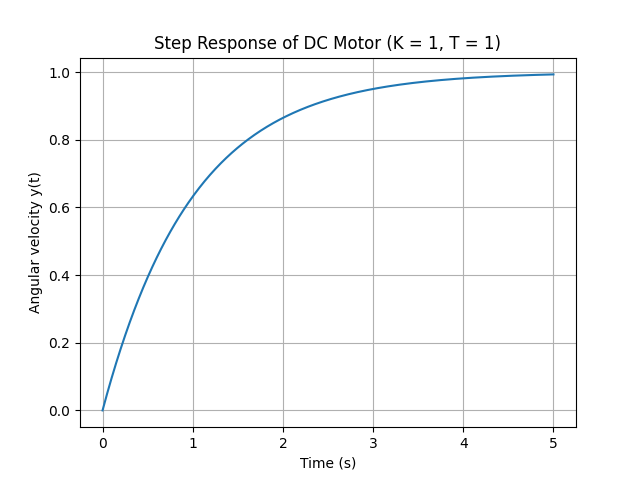 Step Response of DC Motor (K = 1, T = 1)
1.0
0.8
0.6
0.4
0.2
0.0
Angular velocity y(t)
0 1 2 3 4 5
Time (s)